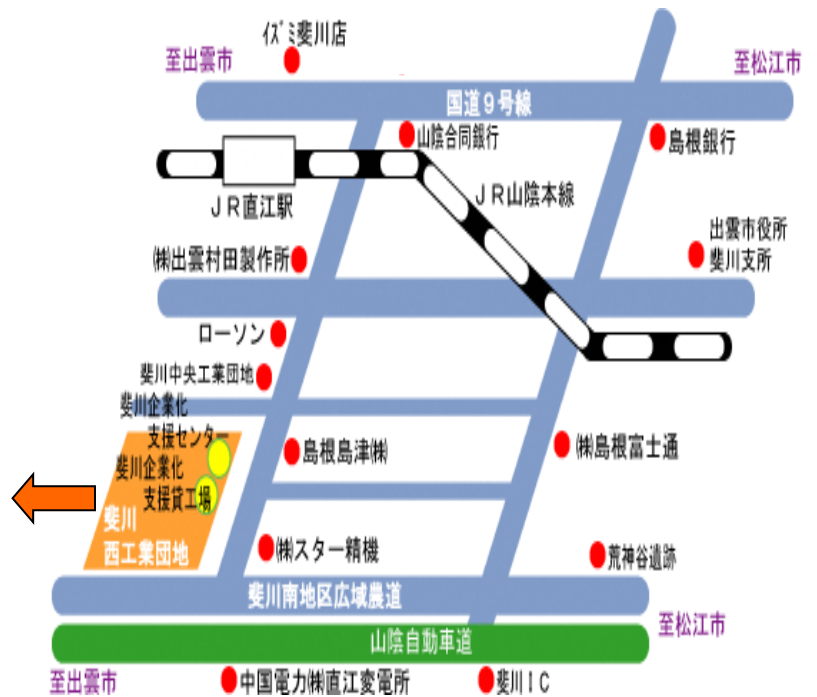 イズミ斐川店
至出雲市
至松江市
国道9号線
山陰合同銀行
島根銀行
JR直江駅
JR山陰本線
出雲市役所
斐川支所
㈱出雲村田製作所
ローソン
斐川中央工業団地
斐川企業化
支援センター
斐川企業化
支援貸工場
斐川
西工業団地
島根島津㈱
㈱島根富士通
㈱スター精機
荒神谷遺跡
斐川南地区広域農道
至松江市
山陰自動車道
至出雲市
中国電力㈱直江変電所
斐川IC